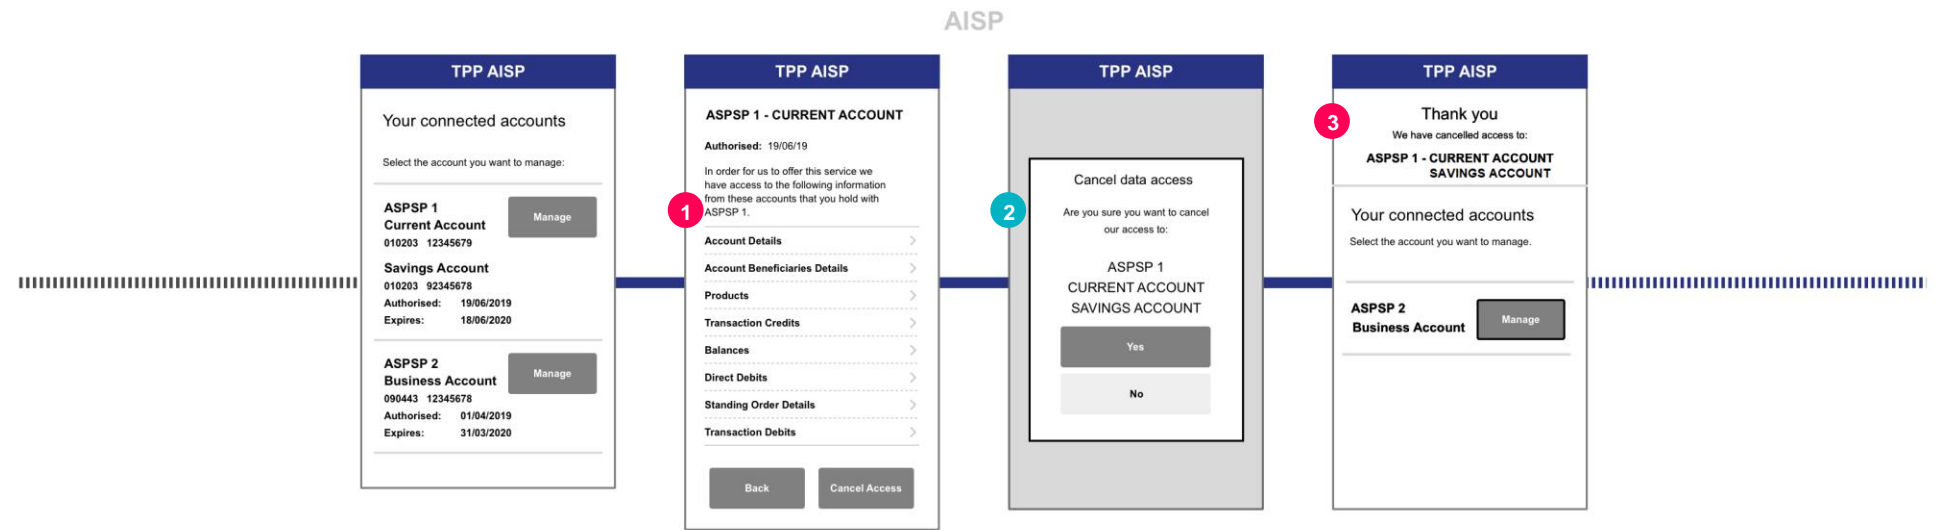 AISP
TPP AISP
Your connected accounts
Select the account you want to manage:
ASPSP 1
Current Account
010203 12345679
Manage
Savings Account
010203 92345678
Authorised: 19/06/2019
Expires: 18/06/2020
ASPSP 2
Business Account
090443 12345678
Manage
Authorised: 01/04/2019
Expires: 31/03/2020
TPP AISP
ASPSP 1 - CURRENT ACCOUNT
Authorised: 19/06/19
In order for us to offer this service we
have access to the following information
from these accounts that you hold with
ASPSP 1.
1
Account Details
Account Beneficiaries Details
Products
Transaction Credits
Balances
Direct Debits
Standing Order Details
Transaction Debits
Back
Cancel Access
TPP AISP
Cancel data access
2
Are you sure you want to cancel
our access to:
ASPSP 1
CURRENT ACCOUNT
SAVINGS ACCOUNT
Yes
No
TPP AISP
3
Thank you
We have cancelled access to:
ASPSP 1 - CURRENT ACCOUNT
SAVINGS ACCOUNT
Your connected accounts
Select the account you want to manage.
ASPSP 2
Business Account
Manage